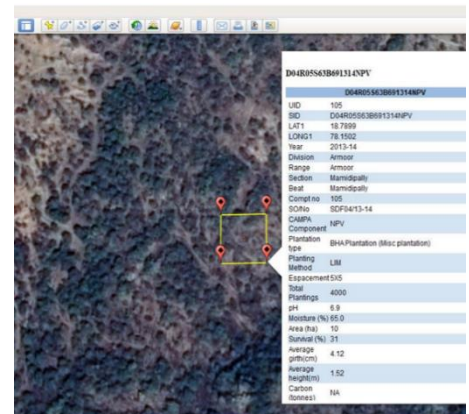 D04R05S63B691314NPV
D04R05S63B691314NPV
UID 105
SID D04R05S63B691314NPV
LAT1 18.7899
LONG1 78.1502
Year 2013-14
Division Armoor
Range Armoor
Section Mamidipally
Beat Mamidipally
Compt no 105
SO/No SDF04/13-14
CAMPA
Component NPV
Plantation
type BHA Plantation (Misc plantation)
Planting
Method LIM
Espacement 5X5
Total
Plantings 4000
pH 6.9
Moisture (%) 65.0
Area (ha) 10
Survival (%) 31
Average
girth(cm) 4.12
Average
height(m) 1.52
Carbon
(tonnes) NA